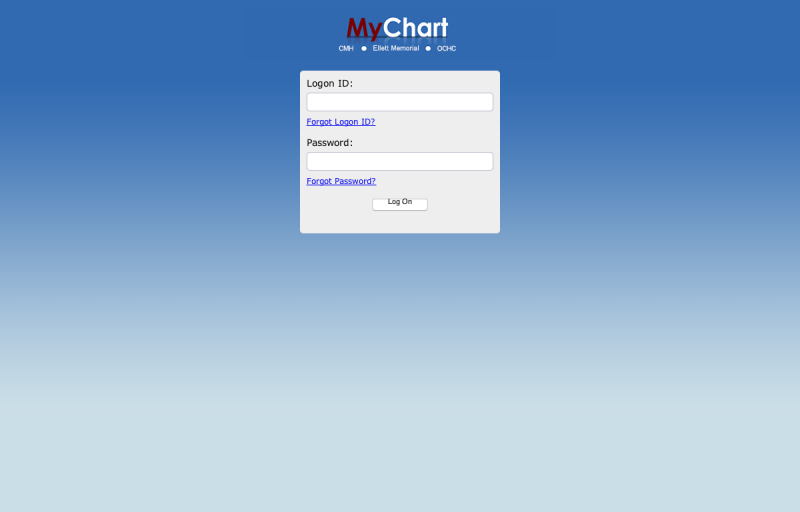 MyChart
CMH ● Ellett Memorial ● OCHC
Logon ID:
Forgot Logon ID?
Password:
Forgot Password?
Log On